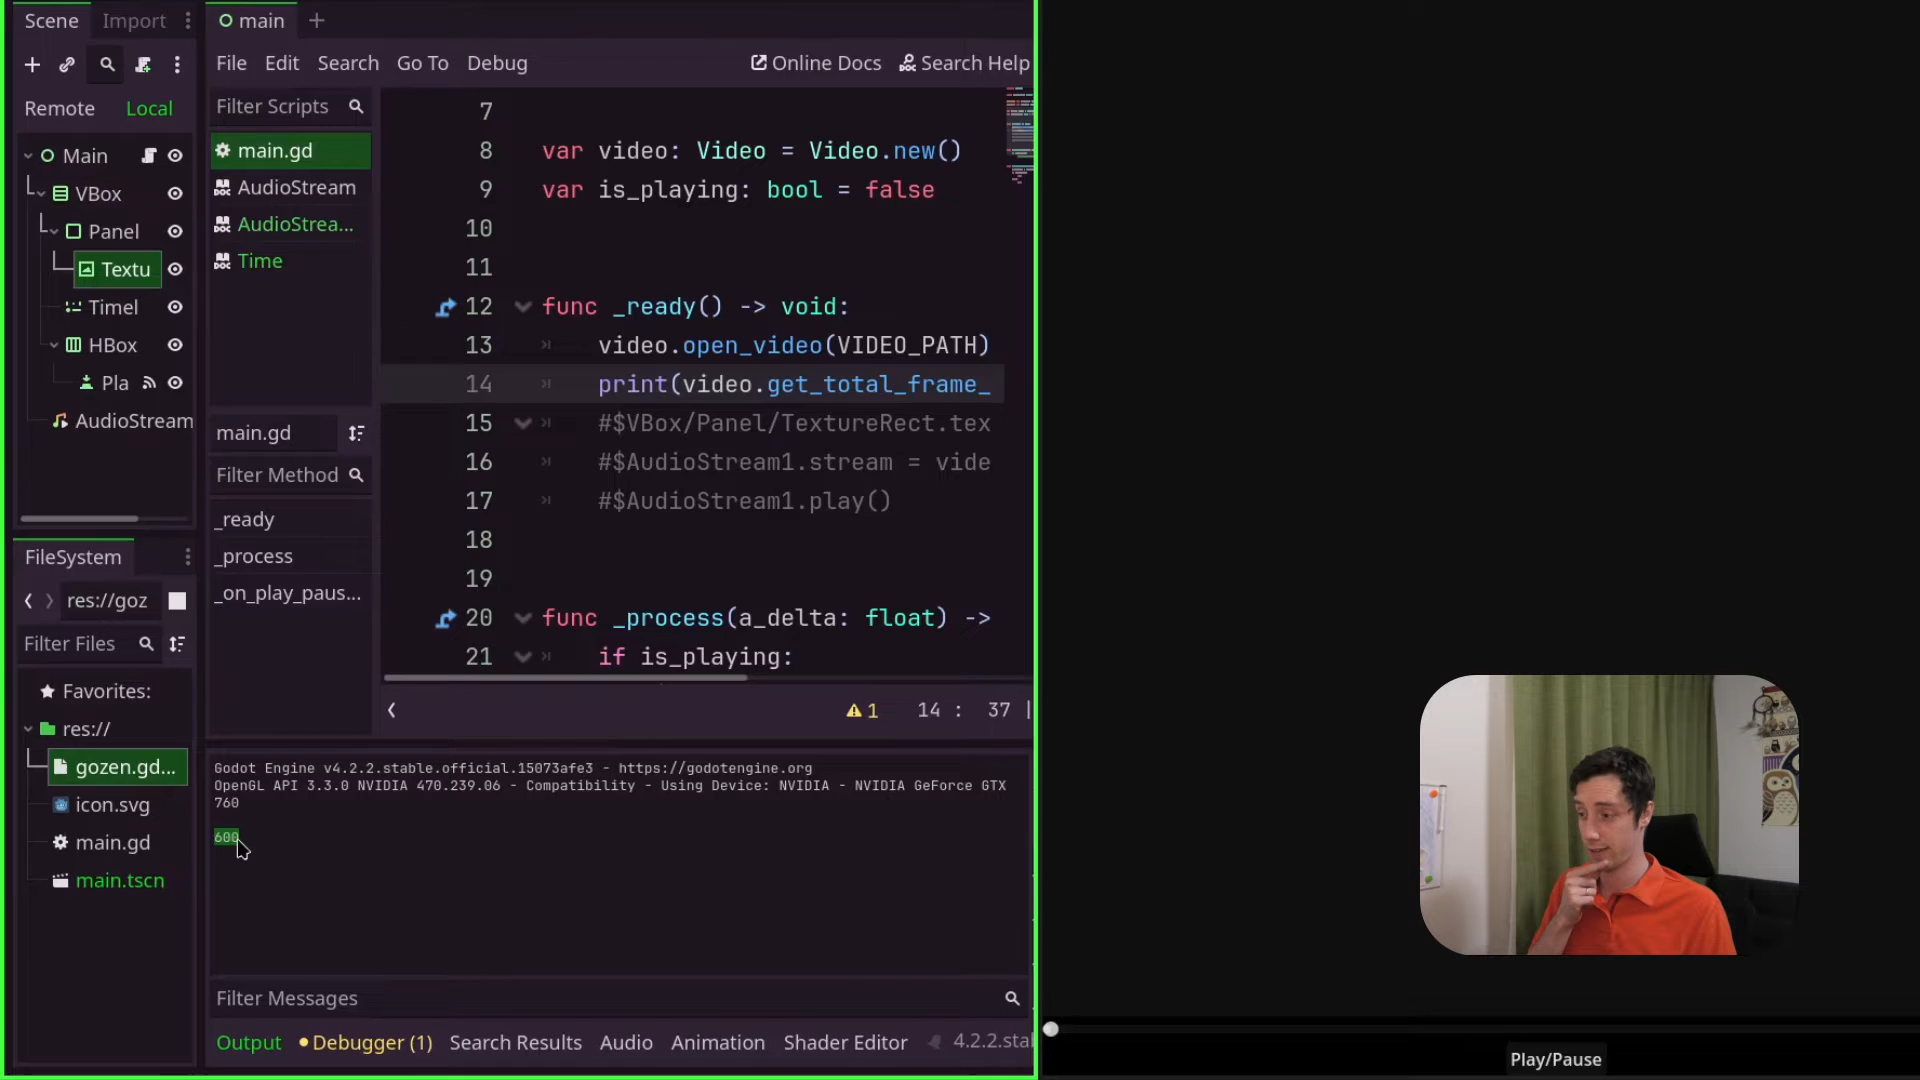 Scene Import
Remote Local
Main
VBox
Panel
Textu
Timel
HBox
Pla
AudioStream
FileSystem
res://goz
Filter Files
Favorites:
res://
gozen.gd...
icon.svg
main.gd
main.tscn
main
File Edit Search Go To Debug Online Docs Search Help
Filter Scripts
main.gd
AudioStream
AudioStrea...
Time
main.gd
Filter Method
_ready
_process
_on_play_paus...
7
8 var video: Video = Video.new()
9 var is_playing: bool = false
10
11
12 func _ready() -> void:
13 video.open_video(VIDEO_PATH)
14 print(video.get_total_frame_
15 #$VBox/Panel/TextureRect.tex
16 #$AudioStream1.stream = vide
17 #$AudioStream1.play()
18
19
20 func _process(a_delta: float) ->
21 if is_playing:
1 14 : 37 |
Godot Engine v4.2.2.stable.official.15073afe3 - https://godotengine.org
OpenGL API 3.3.0 NVIDIA 470.239.06 - Compatibility - Using Device: NVIDIA - NVIDIA GeForce GTX
760
600
Filter Messages
Output Debugger (1) Search Results Audio Animation Shader Editor 4.2.2.stal
Play/Pause